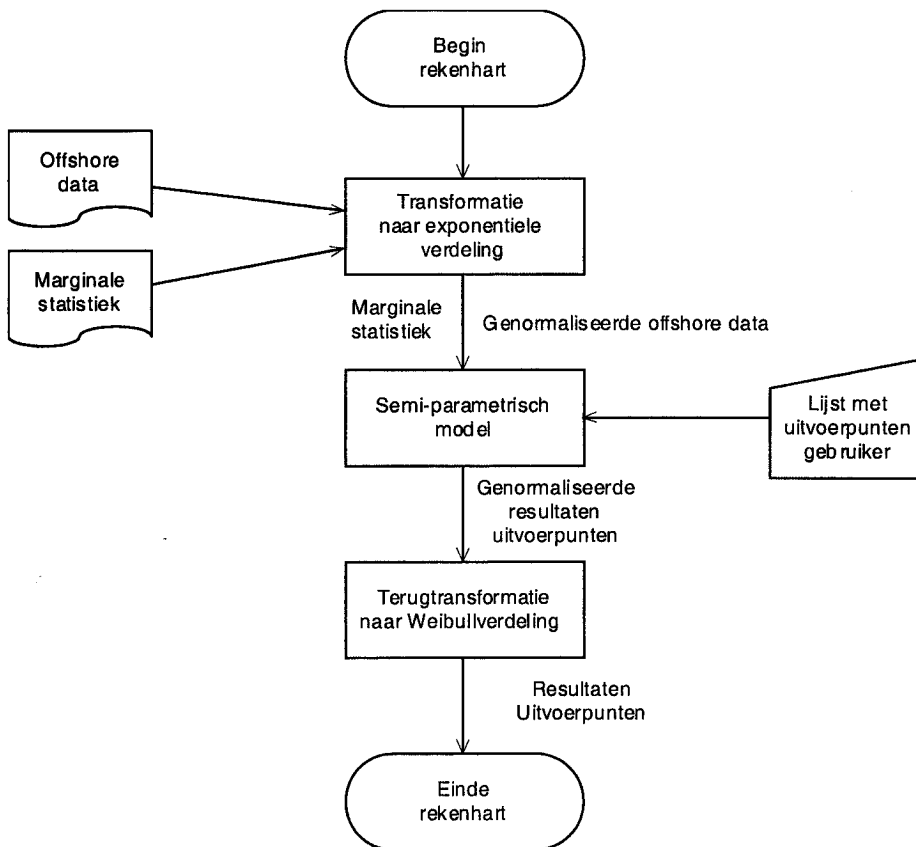 Begin
rekenhart
Offshore
data
Transformatie
naar exponentiele
verdeling
Marginale
statistiek
Marginale
statistiek
Genormaliseerde offshore data
Semi-parametrisch
model
Lijst met
uitvoerpunten
gebruiker
Genormaliseerde
resultaten
uitvoerpunten
Terugtransformatie
naar Weibullverdeling
Resultaten
Uitvoerpunten
Einde
rekenhart